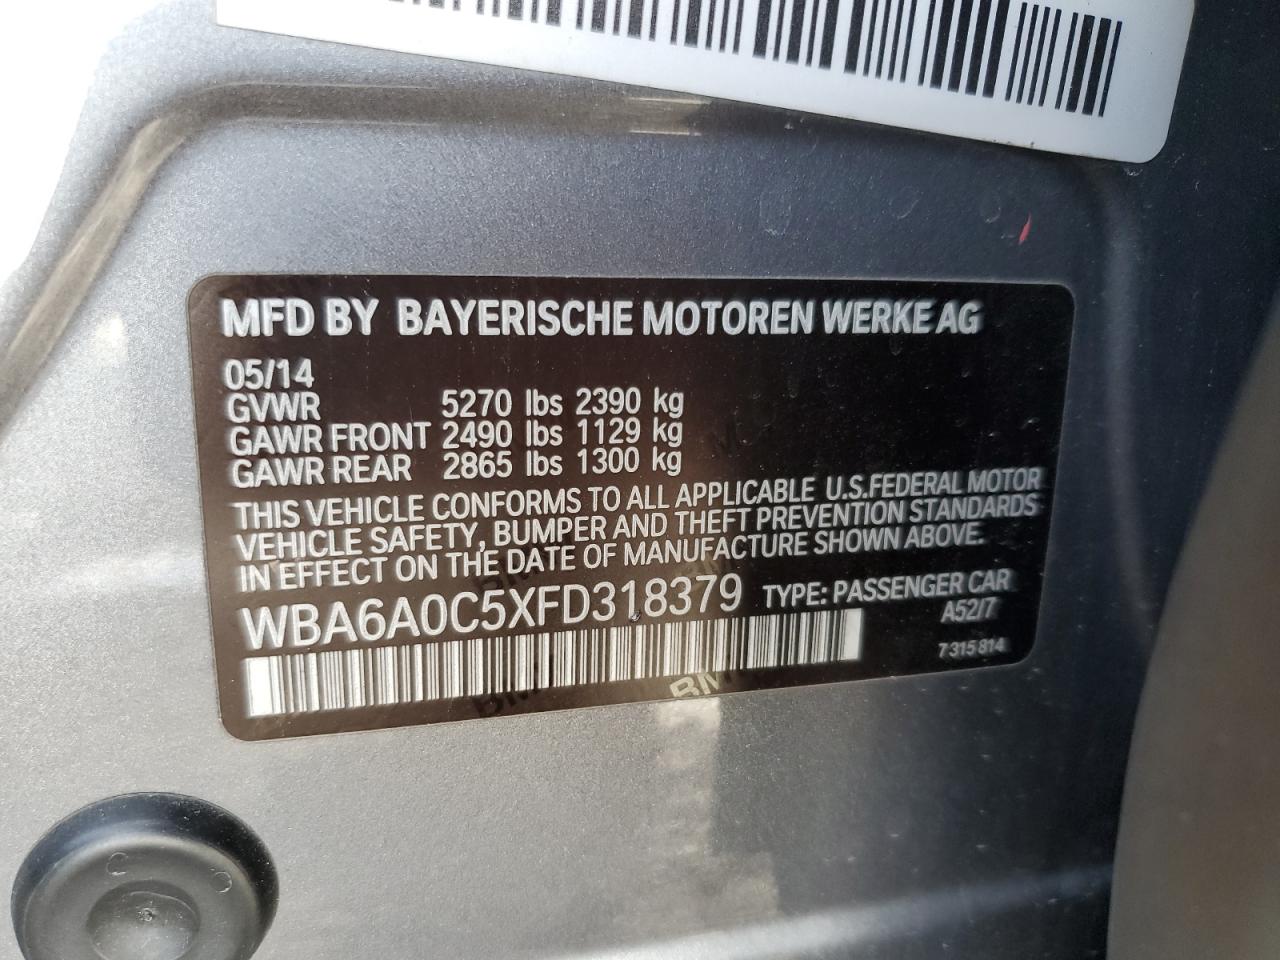 MFD BY BAYERISCHE MOTOREN WERKE AG
05/14
GVWR 5270 lbs 2390 kg
GAWR FRONT 2490 lbs 1129 kg
GAWR REAR 2865 lbs 1300 kg
THIS VEHICLE CONFORMS TO ALL APPLICABLE U.S.FEDERAL MOTOR
VEHICLE SAFETY, BUMPER AND THEFT PREVENTION STANDARDS
IN EFFECT ON THE DATE OF MANUFACTURE SHOWN ABOVE.
WBA6A0C5XFD318379 TYPE: PASSENGER CAR
A52/7
7 315 814